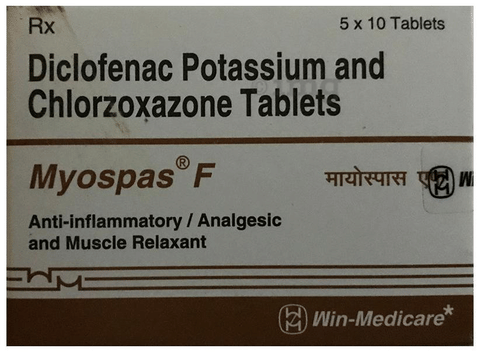 Rx
5 x 10 Tablets
Diclofenac Potassium and
Chlorzoxazone Tablets
Myospas® F
मायोस्पास
Anti-inflammatory / Analgesic
and Muscle Relaxant
Win-Medicare*